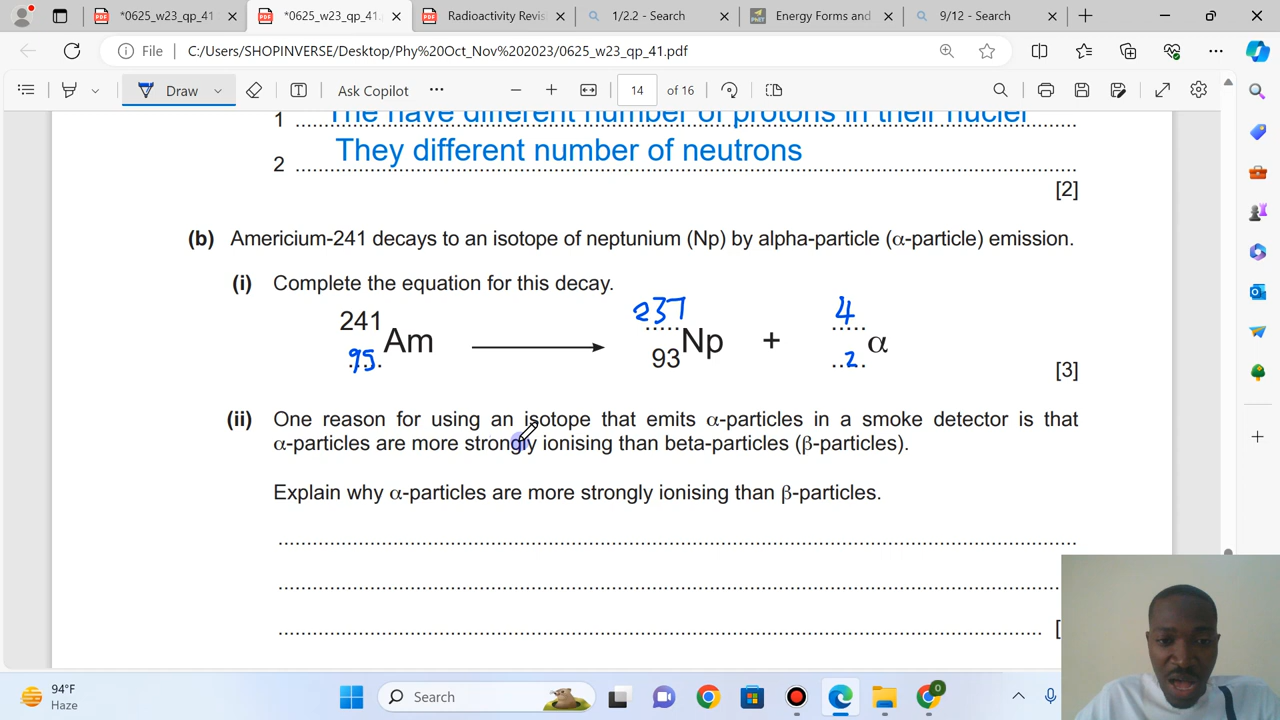 *0625_w23_qp_41
*0625_w23_qp_41.
Radioactivity Revis
1/2.2 - Search
Energy Forms and
9/12 - Search
File
C:/Users/SHOPINVERSE/Desktop/Phy%20Oct_Nov%202023/0625_w23_qp_41.pdf
Draw
Ask Copilot
14 of 16
1 The have different number of protons in their nuclei
2 They different number of neutrons
[2]
(b) Americium-241 decays to an isotope of neptunium (Np) by alpha-particle (α-particle) emission.
(i) Complete the equation for this decay.
241 237 4
Am Np + α
95 93 2
[3]
(ii) One reason for using an isotope that emits α-particles in a smoke detector is that
α-particles are more strongly ionising than beta-particles (β-particles).
Explain why α-particles are more strongly ionising than β-particles.
94°F
Haze
Search
0